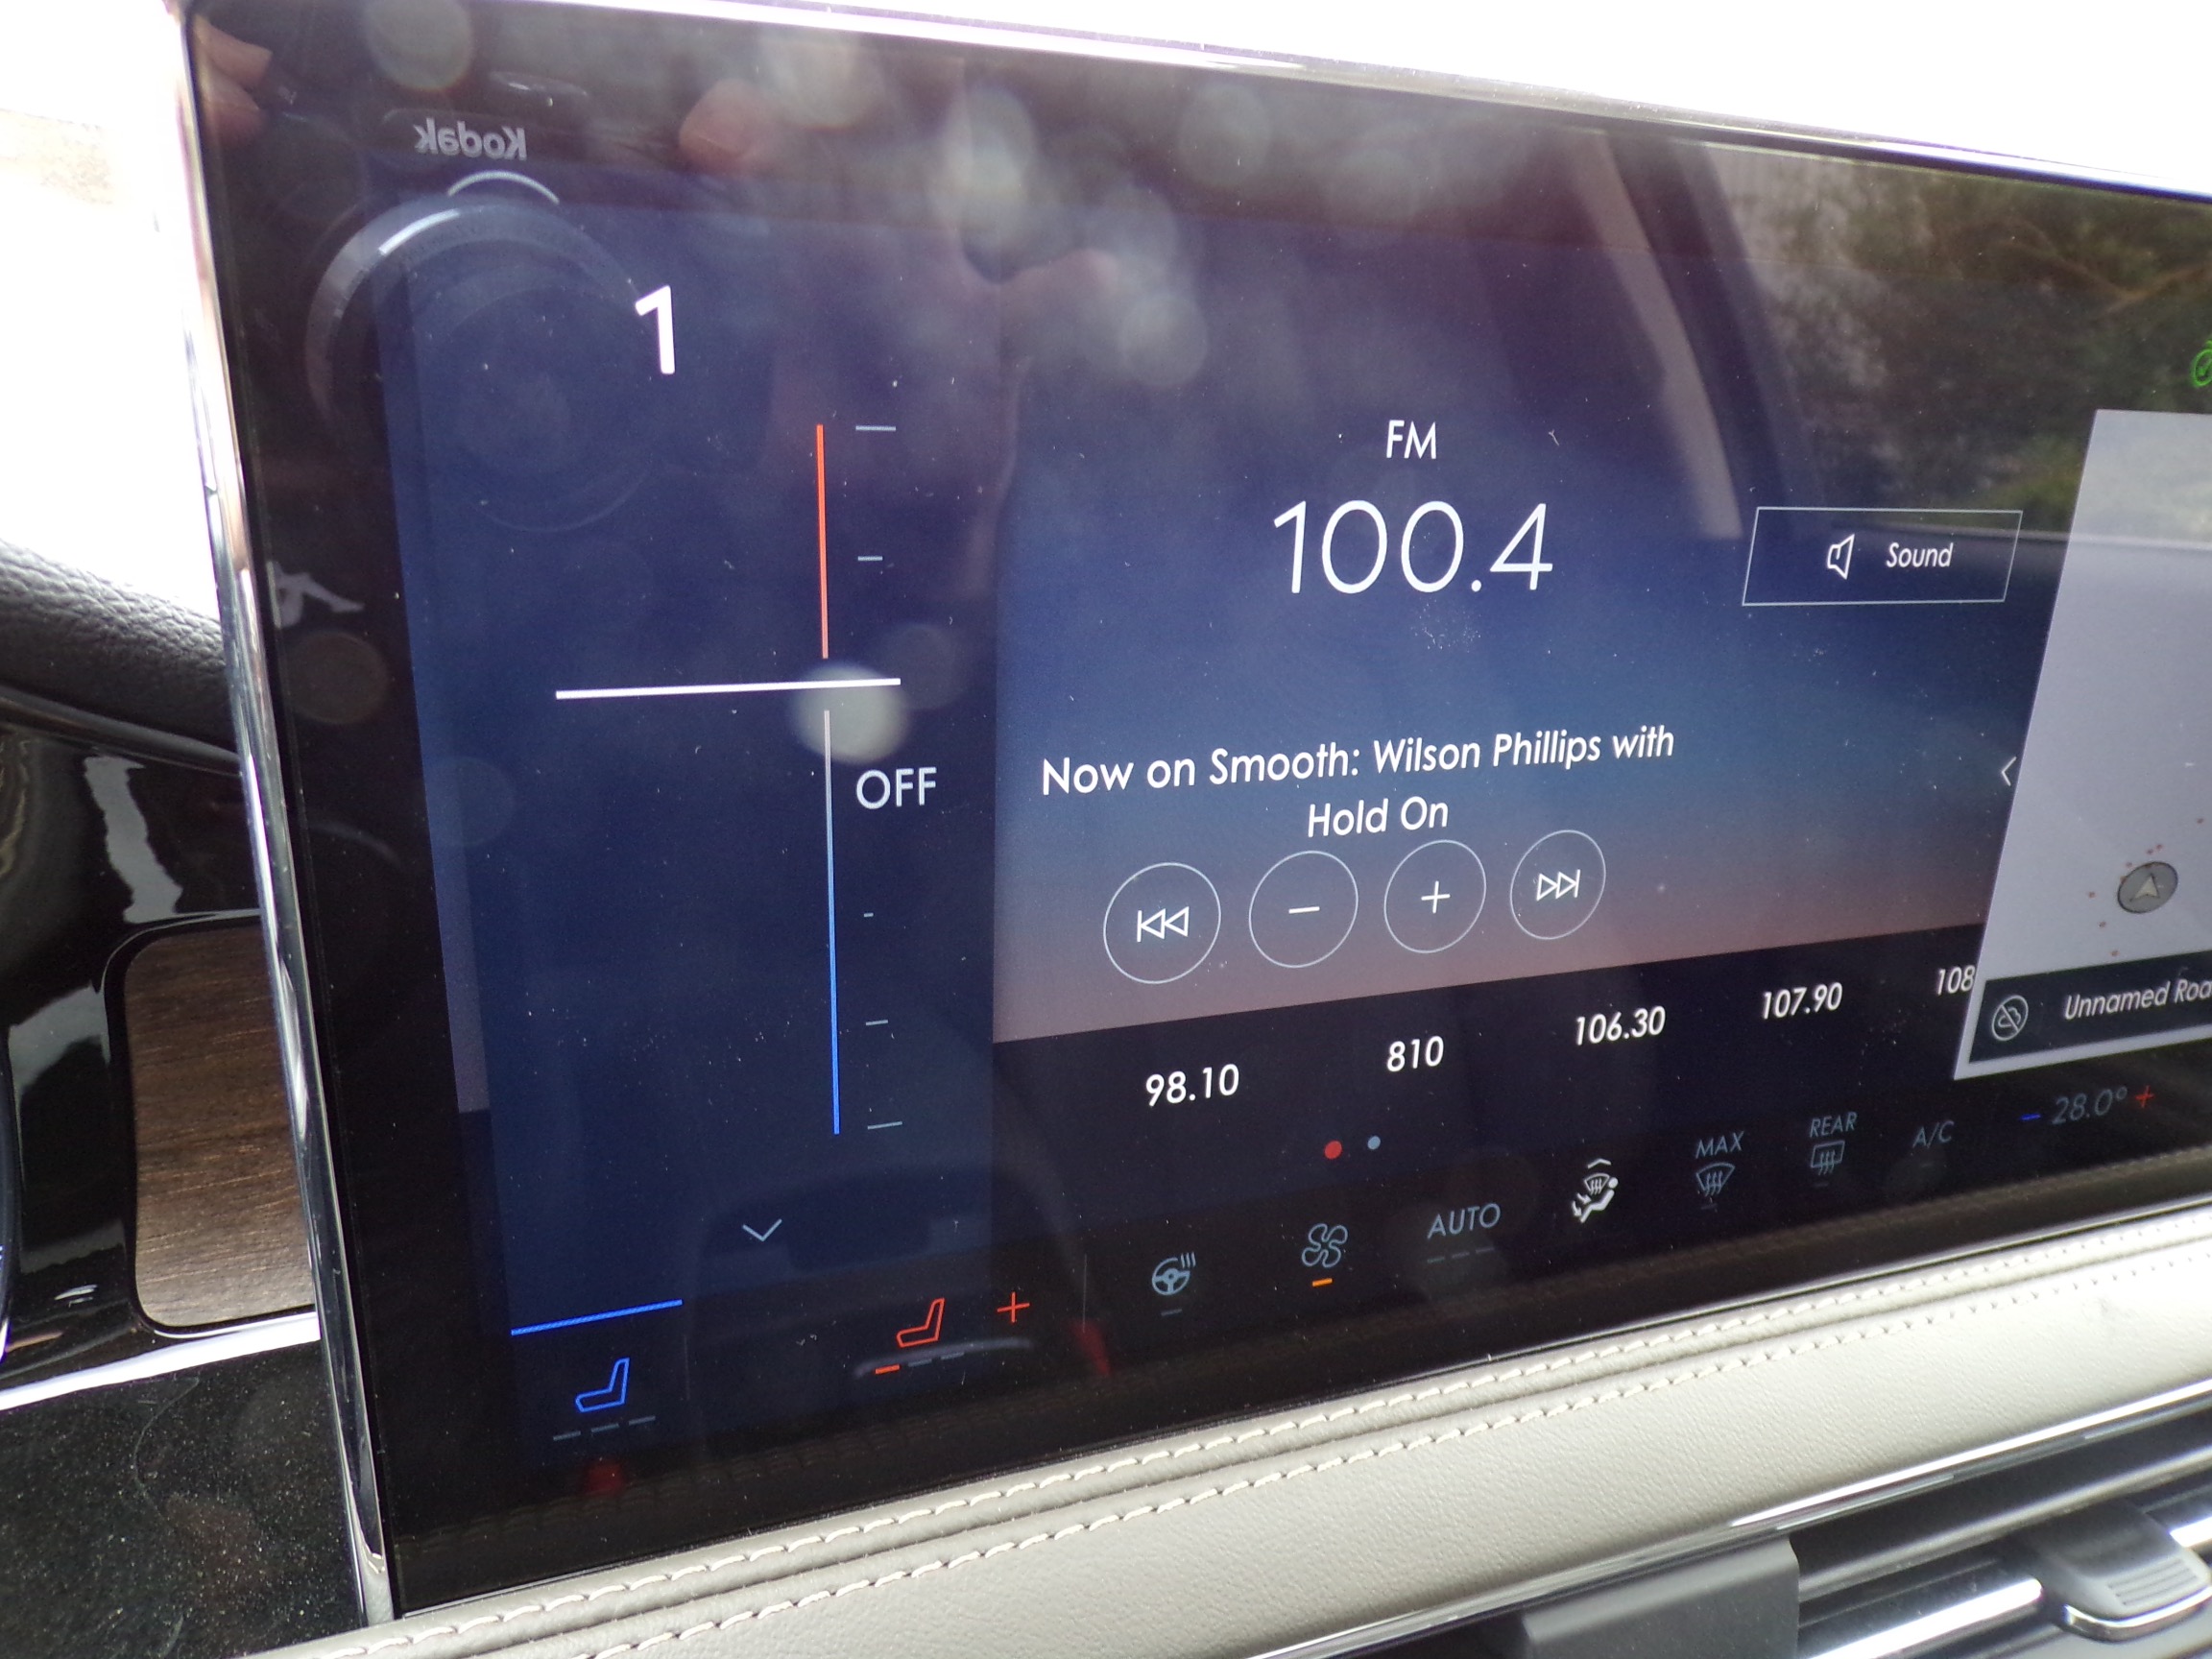 Kodak
1
OFF
FM
100.4
Sound
Now on Smooth: Wilson Phillips with
Hold On
98.10
810
106.30
107.90
108
Unnamed Roa
AUTO
MAX
REAR
A/C
28.0°